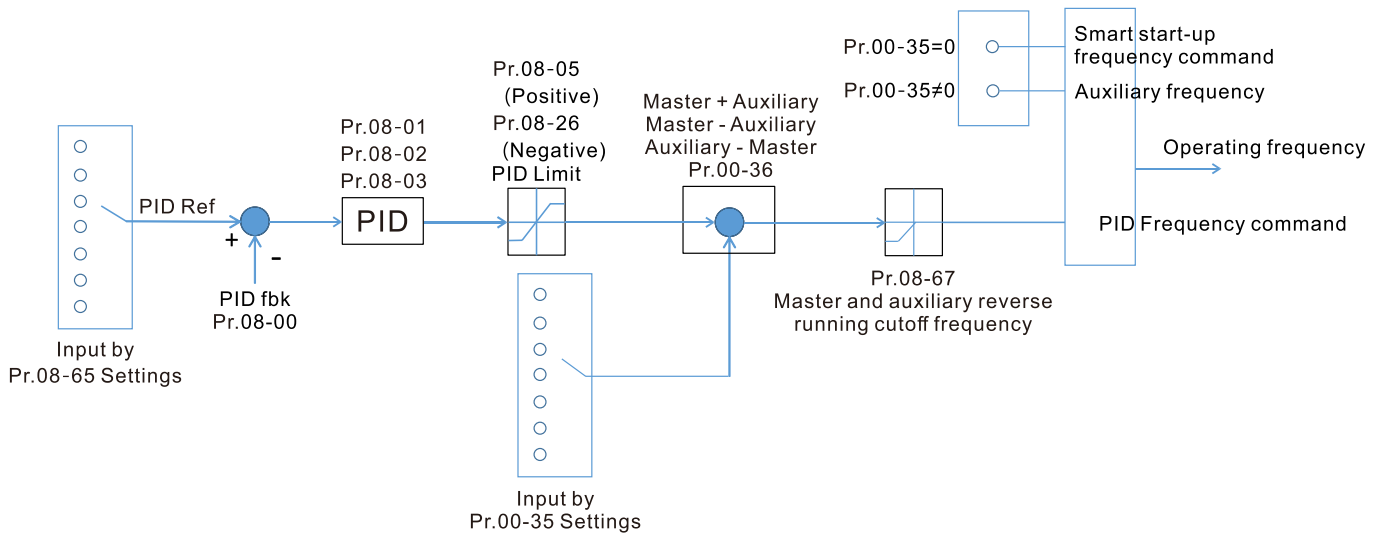 Pr.00-35=0
Smart start-up
frequency command
Pr.00-35≠0
Auxiliary frequency
Operating frequency
PID Frequency command
Pr.08-05
(Positive)
Pr.08-26
(Negative)
PID Limit
Master + Auxiliary
Master - Auxiliary
Auxiliary - Master
Pr.00-36
Pr.08-01
Pr.08-02
Pr.08-03
PID
PID Ref
+
-
PID fbk
Pr.08-00
Input by
Pr.08-65 Settings
Pr.08-67
Master and auxiliary reverse
running cutoff frequency
Input by
Pr.00-35 Settings